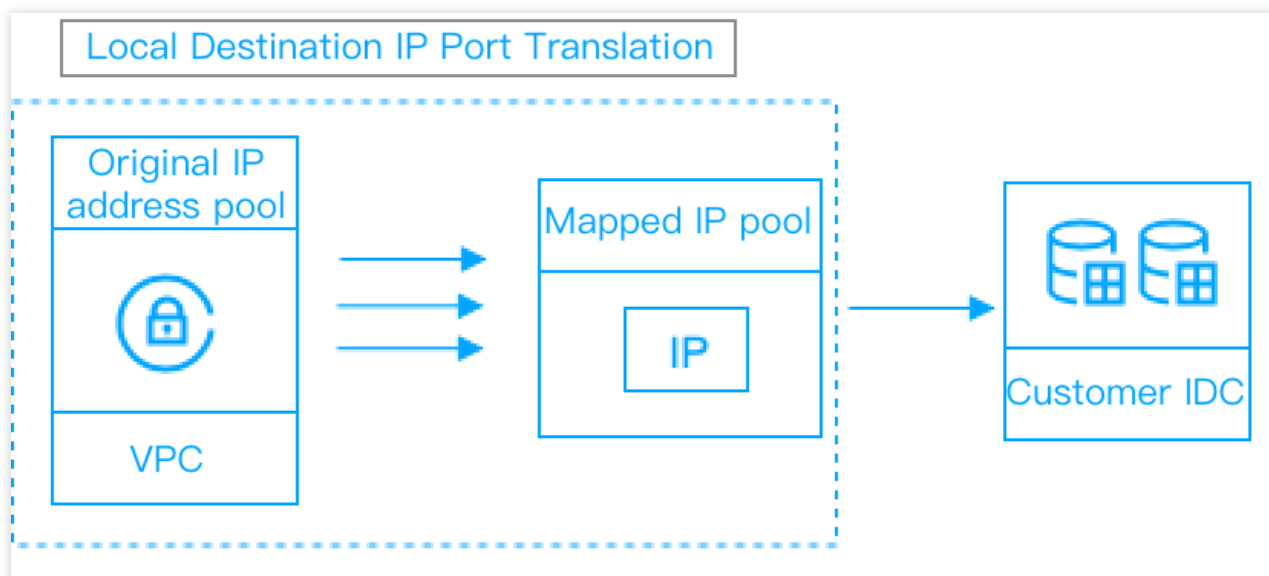 Local Destination IP Port Translation
Original IP
address pool
VPC
Mapped IP pool
IP
Customer IDC